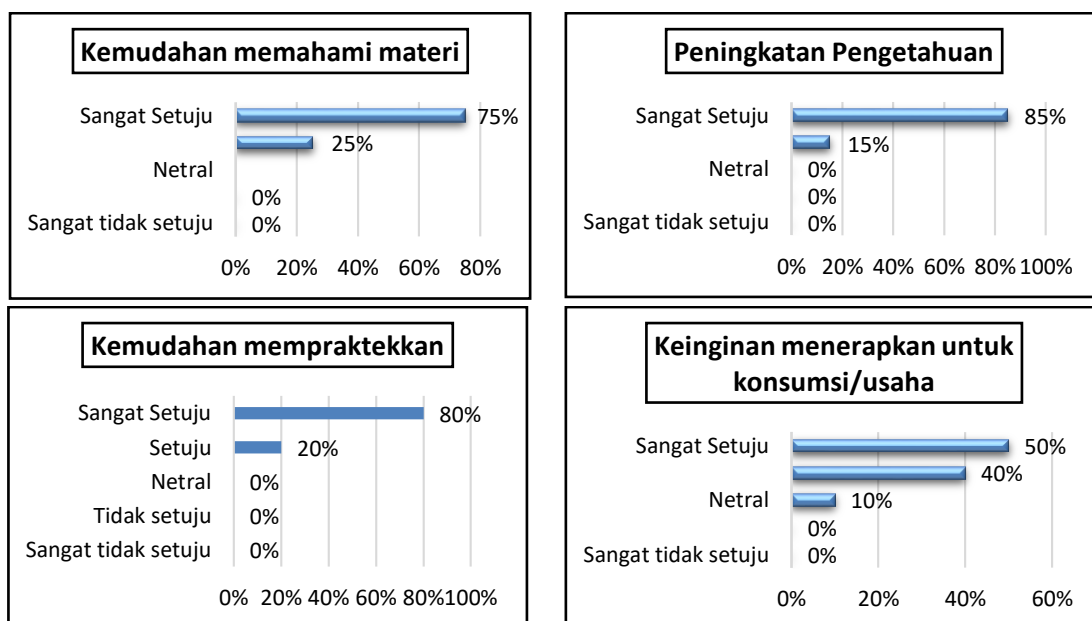 Kemudahan memahami materi
Sangat Setuju 75%
25%
Netral
0%
Sangat tidak setuju 0%
0% 20% 40% 60% 80%
Peningkatan Pengetahuan
Sangat Setuju 85%
15%
Netral 0%
0%
Sangat tidak setuju 0%
0% 20% 40% 60% 80% 100%
Kemudahan mempraktekkan
Sangat Setuju 80%
Setuju 20%
Netral 0%
Tidak setuju 0%
Sangat tidak setuju 0%
0% 20% 40% 60% 80% 100%
Keinginan menerapkan untuk
konsumsi/usaha
Sangat Setuju 50%
40%
Netral 10%
0%
Sangat tidak setuju 0%
0% 20% 40% 60%